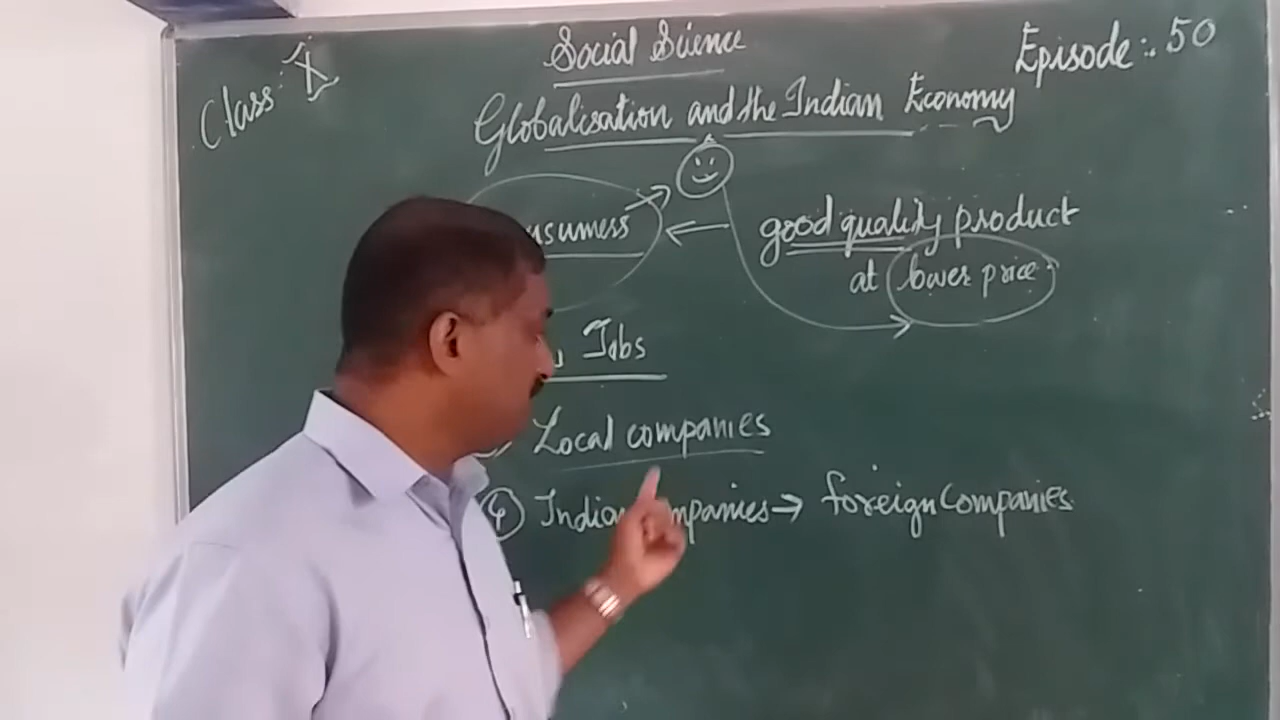 Social Science
Class: X
Episode:. 50
Globalisation and the Indian Economy
good quality product
at lower price
Jobs
Local companies
4 Indian companies → foreign Companies